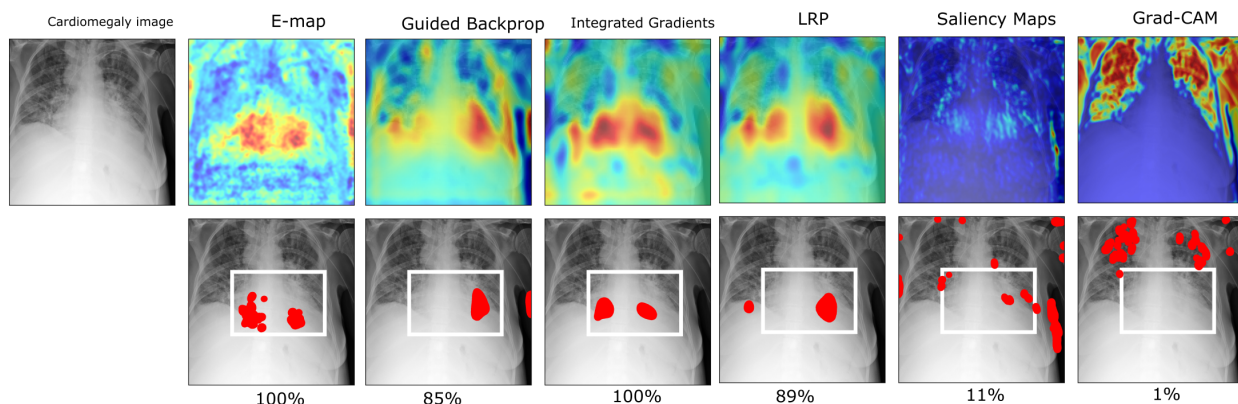 Cardiomegaly image
E-map
Guided Backprop
Integrated Gradients
LRP
Saliency Maps
Grad-CAM
100%
85%
100%
89%
11%
1%